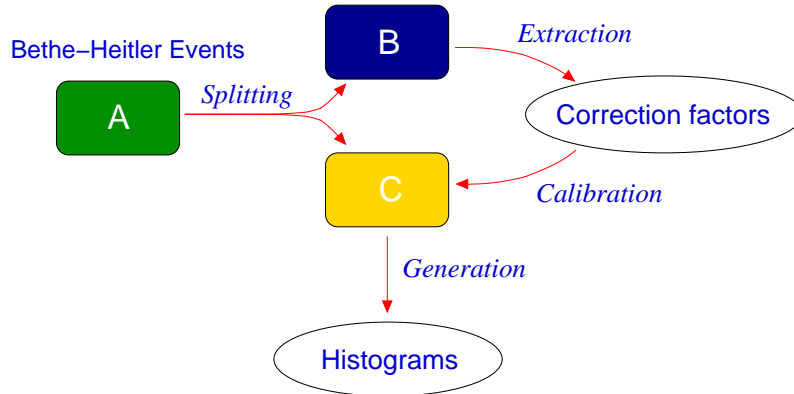 Bethe−Heitler Events
A
Splitting
B
Extraction
Correction factors
C
Calibration
Generation
Histograms